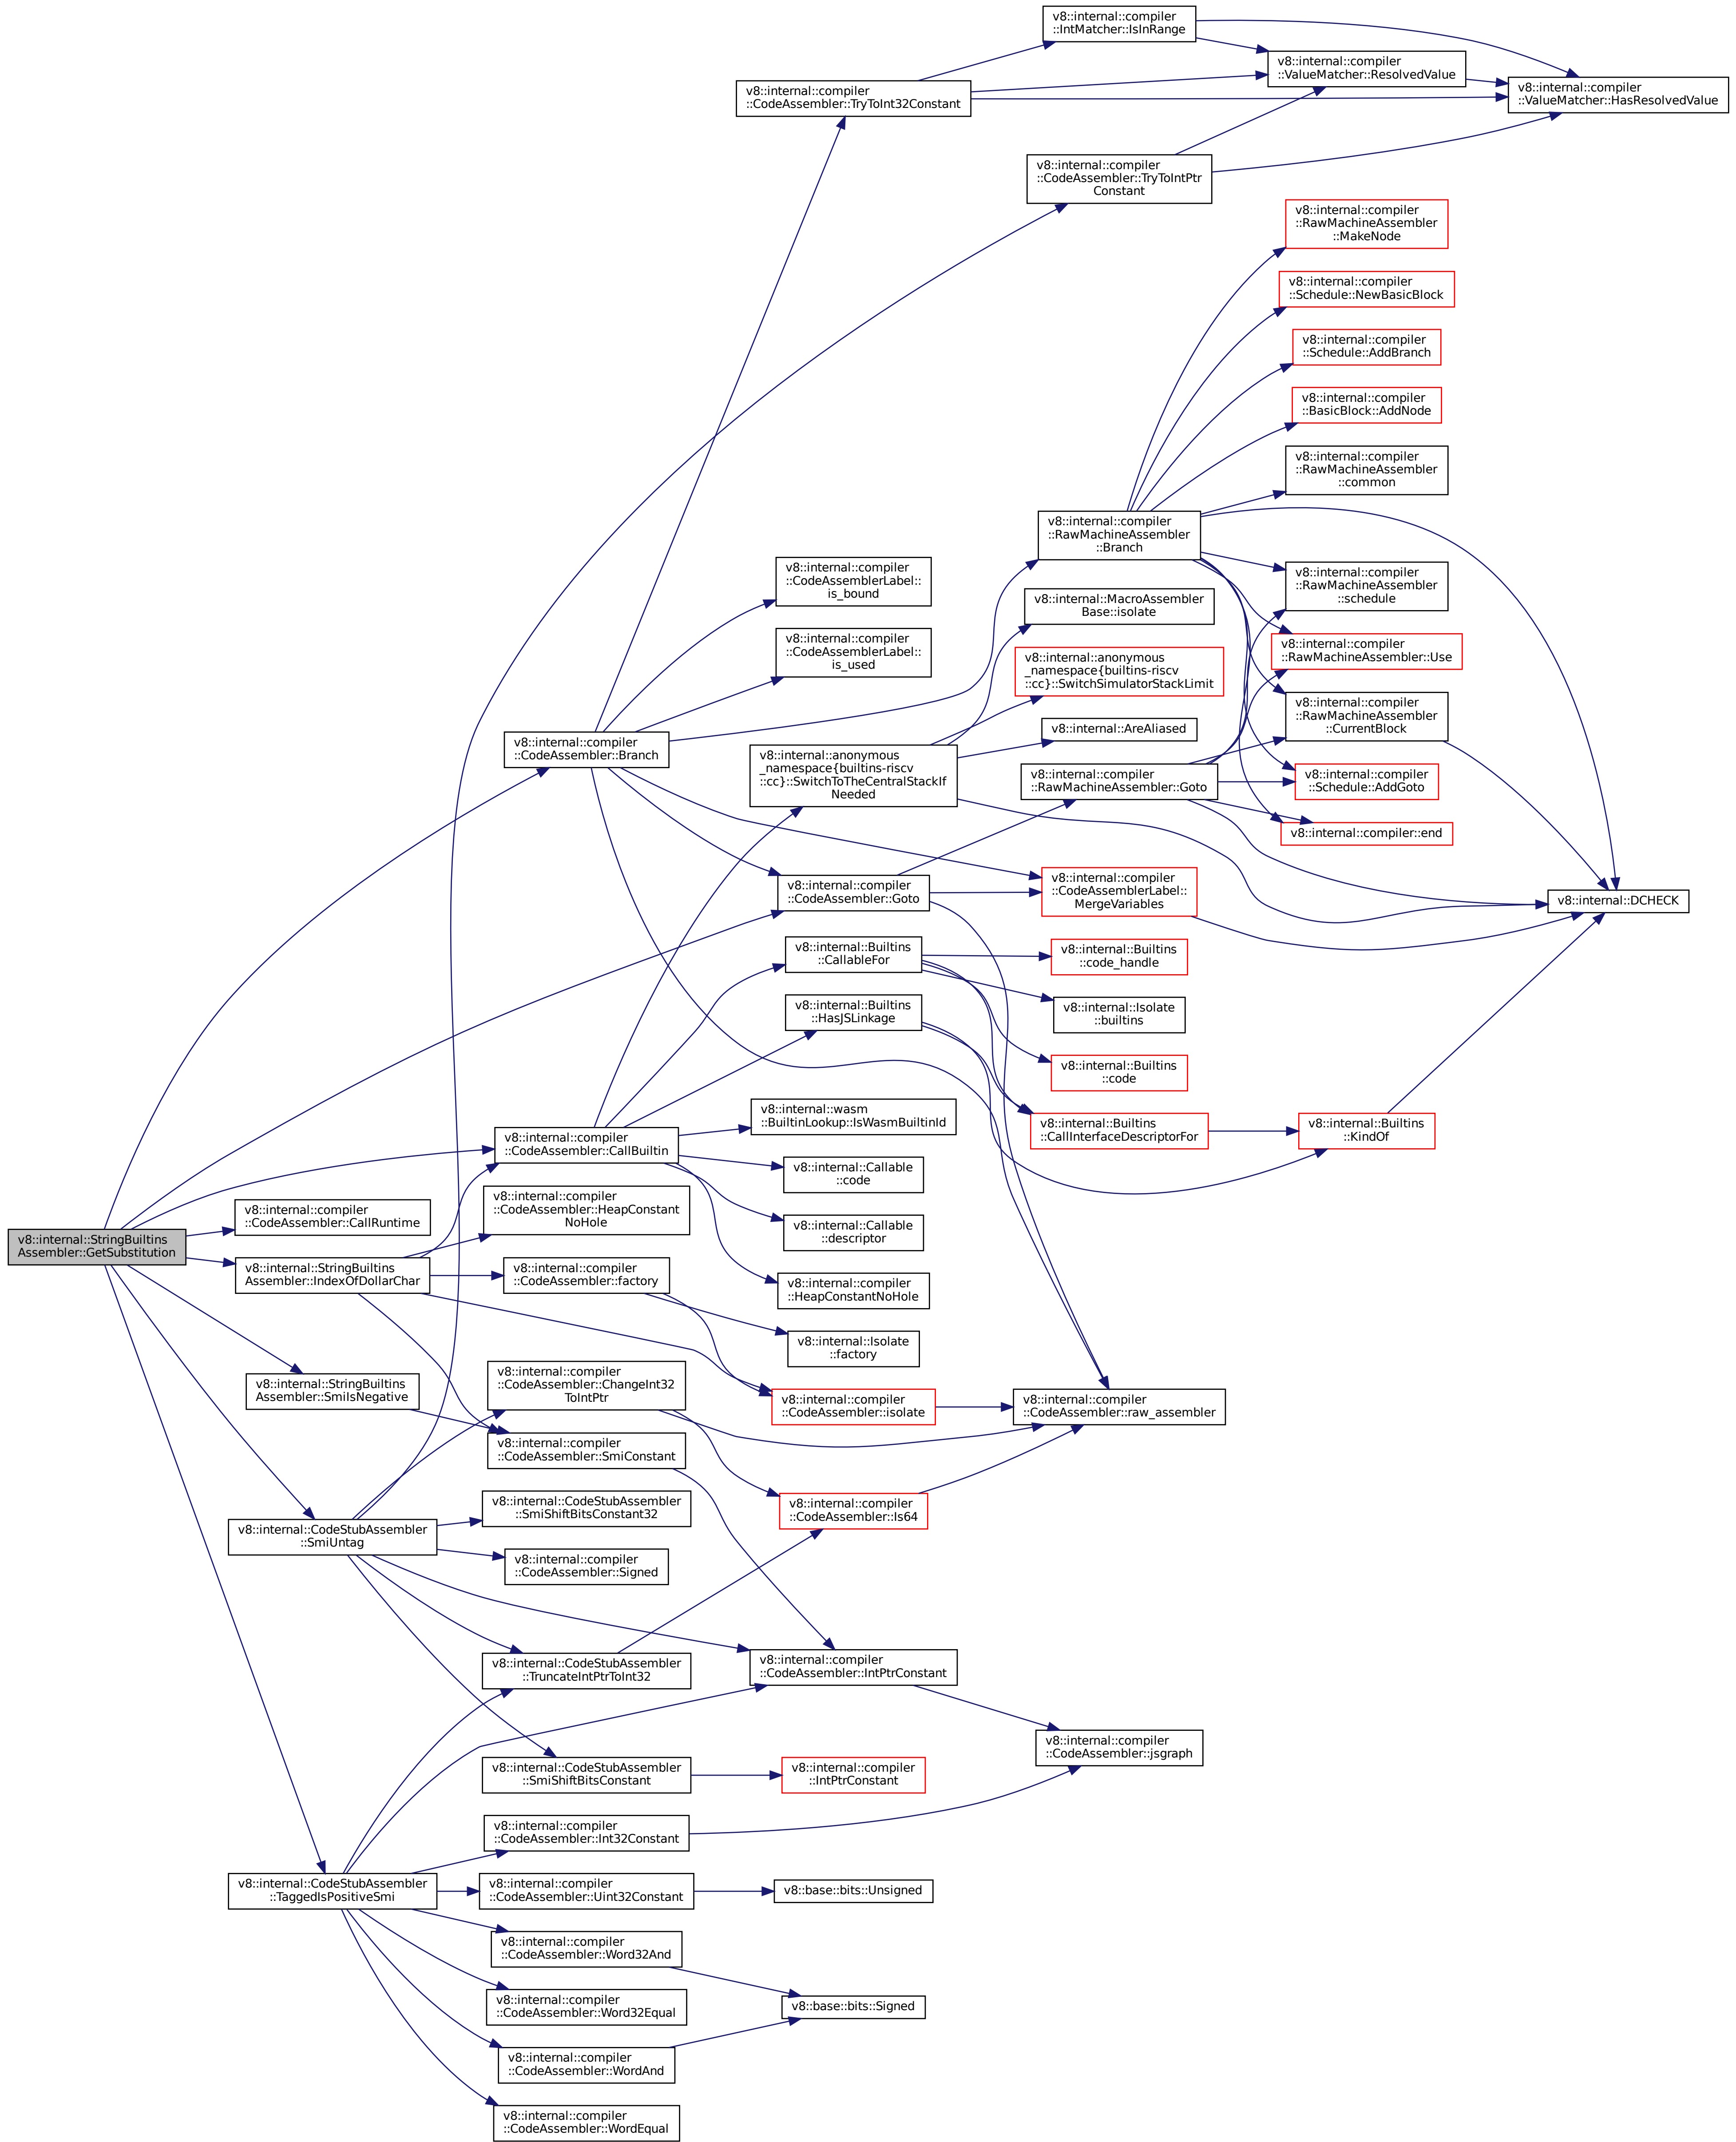 v8::internal::compiler
::IntMatcher::IsInRange
v8::internal::compiler
::ValueMatcher::ResolvedValue
v8::internal::compiler
::ValueMatcher::HasResolvedValue
v8::internal::compiler
::CodeAssembler::TryToInt32Constant
v8::internal::compiler
::CodeAssembler::TryToIntPtr
Constant
v8::internal::compiler
::RawMachineAssembler
::MakeNode
v8::internal::compiler
::Schedule::NewBasicBlock
v8::internal::compiler
::Schedule::AddBranch
v8::internal::compiler
::BasicBlock::AddNode
v8::internal::compiler
::RawMachineAssembler
::common
v8::internal::compiler
::RawMachineAssembler
::Branch
v8::internal::compiler
::CodeAssemblerLabel::
is_bound
v8::internal::compiler
::RawMachineAssembler
::schedule
v8::internal::MacroAssembler
Base::isolate
v8::internal::compiler
::CodeAssemblerLabel::
is_used
v8::internal::compiler
::RawMachineAssembler::Use
v8::internal::anonymous
_namespace{builtins-riscv
::cc}::SwitchSimulatorStackLimit
v8::internal::compiler
::RawMachineAssembler
::CurrentBlock
v8::internal::AreAliased
v8::internal::compiler
::CodeAssembler::Branch
v8::internal::anonymous
_namespace{builtins-riscv
::cc}::SwitchToTheCentralStackIf
Needed
v8::internal::compiler
::RawMachineAssembler::Goto
v8::internal::compiler
::Schedule::AddGoto
v8::internal::compiler::end
v8::internal::compiler
::CodeAssembler::Goto
v8::internal::compiler
::CodeAssemblerLabel::
MergeVariables
v8::internal::DCHECK
v8::internal::Builtins
::CallableFor
v8::internal::Builtins
::code_handle
v8::internal::Builtins
::HasJSLinkage
v8::internal::Isolate
::builtins
v8::internal::Builtins
::code
v8::internal::wasm
::BuiltinLookup::IsWasmBuiltinId
v8::internal::Builtins
::CallInterfaceDescriptorFor
v8::internal::Builtins
::KindOf
v8::internal::compiler
::CodeAssembler::CallBuiltin
v8::internal::Callable
::code
v8::internal::compiler
::CodeAssembler::CallRuntime
v8::internal::compiler
::CodeAssembler::HeapConstant
NoHole
v8::internal::Callable
::descriptor
v8::internal::StringBuiltins
Assembler::GetSubstitution
v8::internal::StringBuiltins
Assembler::IndexOfDollarChar
v8::internal::compiler
::CodeAssembler::factory
v8::internal::compiler
::HeapConstantNoHole
v8::internal::Isolate
::factory
v8::internal::StringBuiltins
Assembler::SmiIsNegative
v8::internal::compiler
::CodeAssembler::ChangeInt32
ToIntPtr
v8::internal::compiler
::CodeAssembler::isolate
v8::internal::compiler
::CodeAssembler::raw_assembler
v8::internal::compiler
::CodeAssembler::SmiConstant
v8::internal::CodeStubAssembler
::SmiShiftBitsConstant32
v8::internal::compiler
::CodeAssembler::Is64
v8::internal::CodeStubAssembler
::SmiUntag
v8::internal::compiler
::CodeAssembler::Signed
v8::internal::CodeStubAssembler
::TruncateIntPtrToInt32
v8::internal::compiler
::CodeAssembler::IntPtrConstant
v8::internal::compiler
::CodeAssembler::jsgraph
v8::internal::CodeStubAssembler
::SmiShiftBitsConstant
v8::internal::compiler
::IntPtrConstant
v8::internal::compiler
::CodeAssembler::Int32Constant
v8::internal::CodeStubAssembler
::TaggedIsPositiveSmi
v8::internal::compiler
::CodeAssembler::Uint32Constant
v8::base::bits::Unsigned
v8::internal::compiler
::CodeAssembler::Word32And
v8::internal::compiler
::CodeAssembler::Word32Equal
v8::base::bits::Signed
v8::internal::compiler
::CodeAssembler::WordAnd
v8::internal::compiler
::CodeAssembler::WordEqual